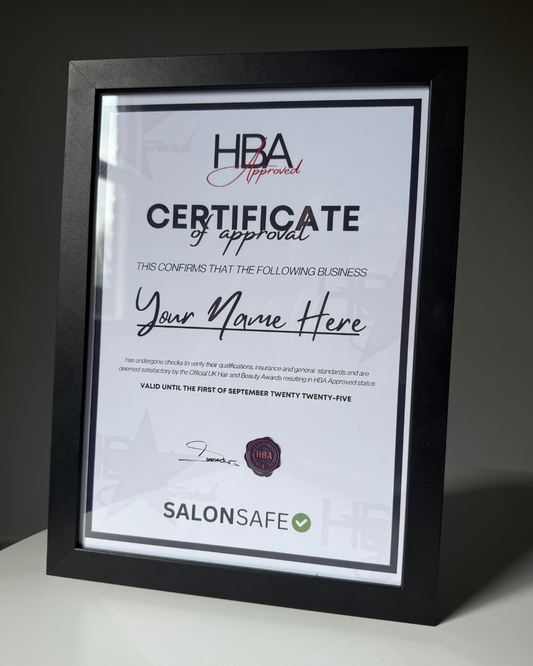 HBA
Approved
CERTIFICATE
of approval
THIS CONFIRMS THAT THE FOLLOWING BUSINESS
Your Name Here
has undergone checks to verify their qualifications, insurance and general standards and are
deemed satisfactory by the Official UK Hair and Beauty Awards resulting in HBA Approved status
VALID UNTIL THE FIRST OF SEPTEMBER TWENTY TWENTY-FIVE
HBA
SALONSAFE